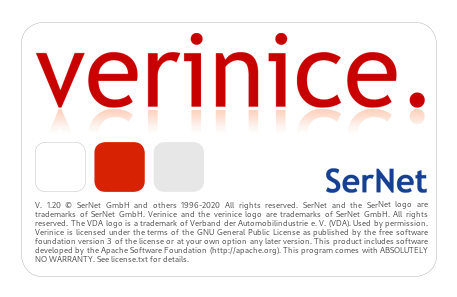 verinice.
SerNet
V. 1.20 © SerNet GmbH and others 1996-2020 All rights reserved. SerNet and the SerNet logo are
trademarks of SerNet GmbH. Verinice and the verinice logo are trademarks of SerNet GmbH. All rights
reserved. The VDA logo is a trademark of Verband der Automobilindustrie e. V. (VDA). Used by permission.
Verinice is licensed under the terms of the GNU General Public License as published by the free software
foundation version 3 of the license or at your own option any later version. This product includes software
developed by the Apache Software Foundation (http://apache.org). This program comes with ABSOLUTELY
NO WARRANTY. See license.txt for details.